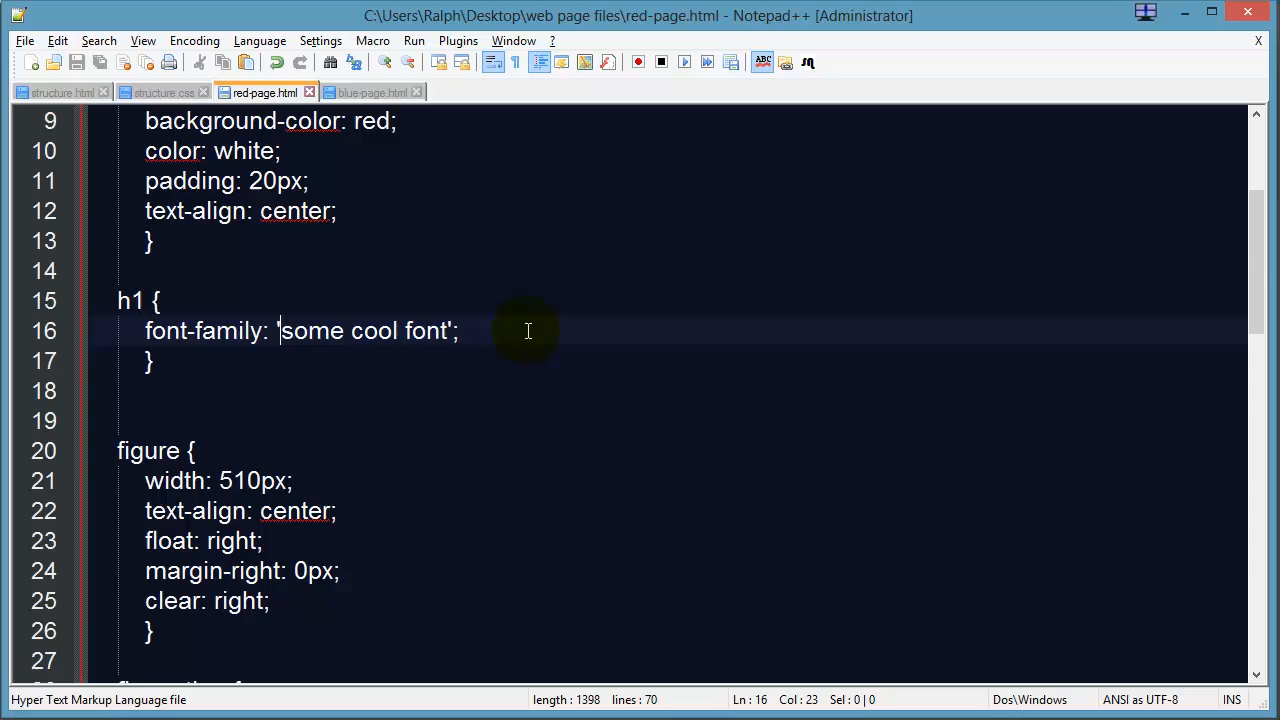 C:\Users\Ralph\Desktop\web page files\red-page.html - Notepad++ [Administrator]
File Edit Search View Encoding Language Settings Macro Run Plugins Window ? X
ABC
structure.html structure.css red-page.html blue-page.html
9 background-color: red;
10 color: white;
11 padding: 20px;
12 text-align: center;
13 }
14
15 h1 {
16 font-family: 'some cool font';
17 }
18
19
20 figure {
21 width: 510px;
22 text-align: center;
23 float: right;
24 margin-right: 0px;
25 clear: right;
26 }
27
Hyper Text Markup Language file length : 1398 lines : 70 Ln : 16 Col : 23 Sel : 0 | 0 Dos\Windows ANSI as UTF-8 INS